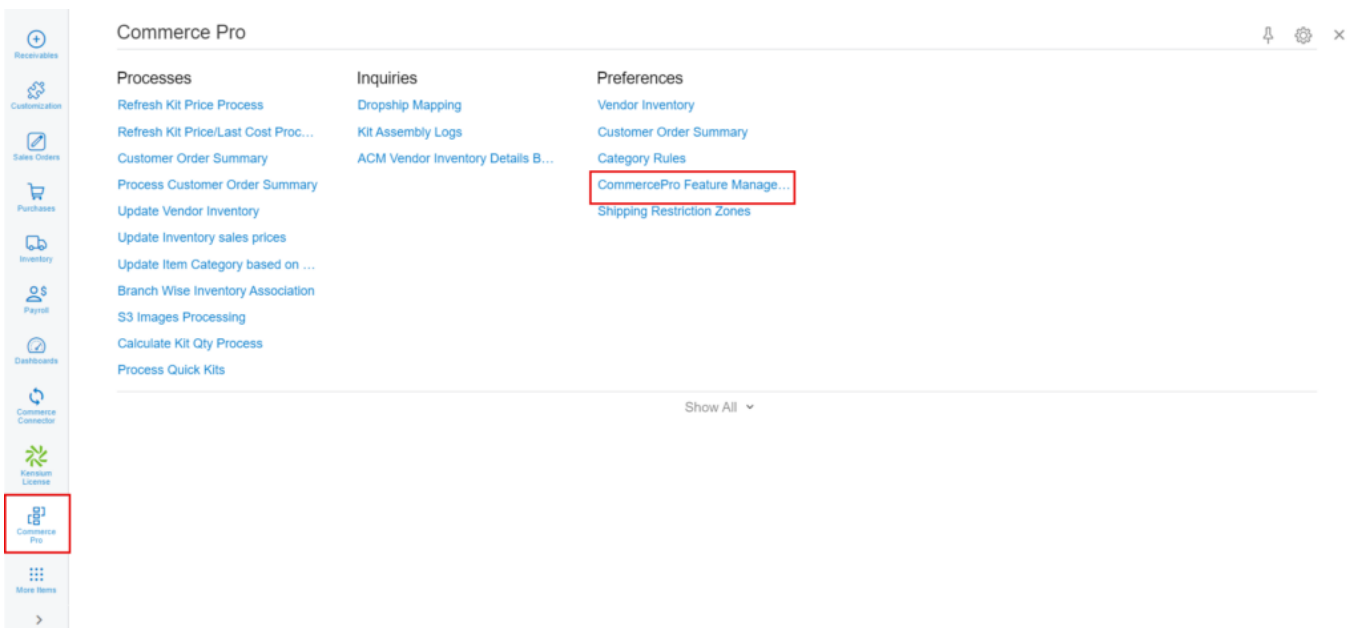 Receivables
Customization
Sales Orders
Purchases
Inventory
Payroll
Dashboards
Commerce
Connector
Kensium
License
Commerce
Pro
More Items
Commerce Pro
Processes
Refresh Kit Price Process
Refresh Kit Price/Last Cost Proc...
Customer Order Summary
Process Customer Order Summary
Update Vendor Inventory
Update Inventory sales prices
Update Item Category based on ...
Branch Wise Inventory Association
S3 Images Processing
Calculate Kit Qty Process
Process Quick Kits
Inquiries
Dropship Mapping
Kit Assembly Logs
ACM Vendor Inventory Details B...
Preferences
Vendor Inventory
Customer Order Summary
Category Rules
CommercePro Feature Manage...
Shipping Restriction Zones
Show All